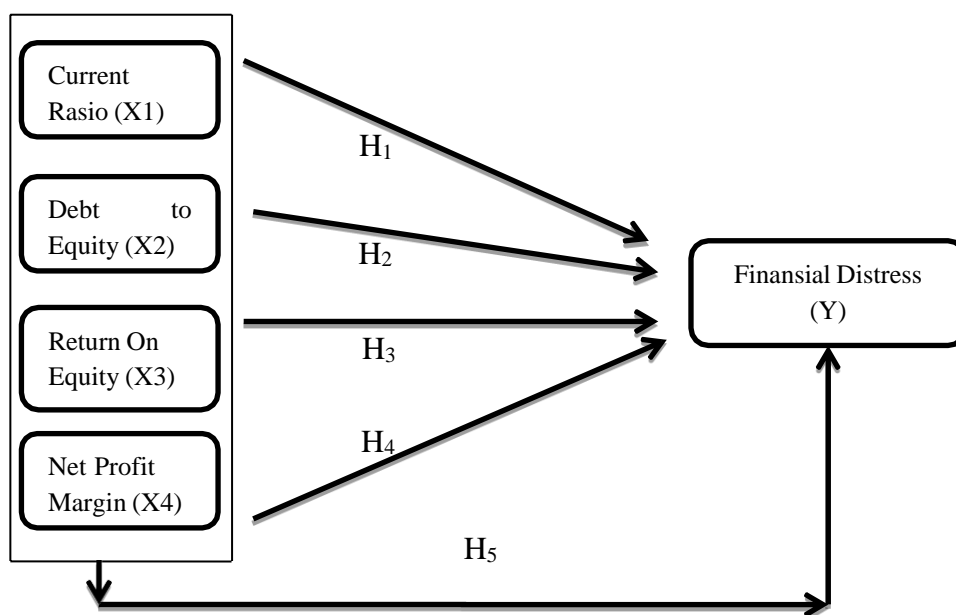 Current
Rasio (X1)
H₁
Debt to
Equity (X2)
H₂
Finansial Distress
(Y)
Return On
Equity (X3)
H₃
Net Profit
Margin (X4)
H₄
H₅